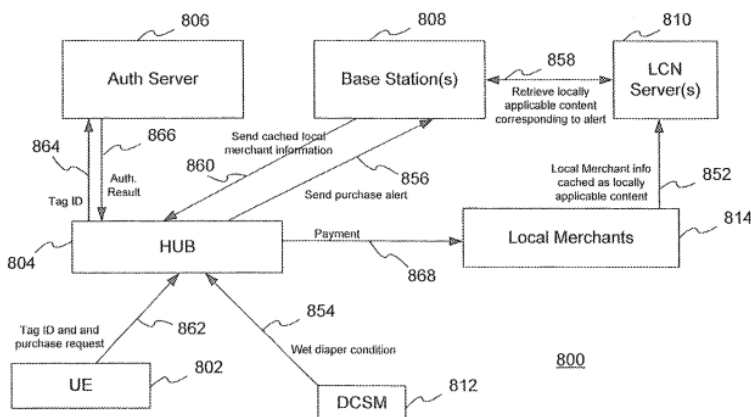 806
808
810
Auth Server
Base Station(s)
858
LCN
Server(s)
Retrieve locally
applicable content
corresponding to alert
864
866
Auth.
Result
Tag ID
Send cached local
merchant information
860
856
Send purchase alert
Local Merchant info
cached as locally
applicable content
852
804
HUB
Payment
868
Local Merchants
814
Tag ID and and
purchase request
862
854
Wet diaper condition
UE
802
DCSM
812
800